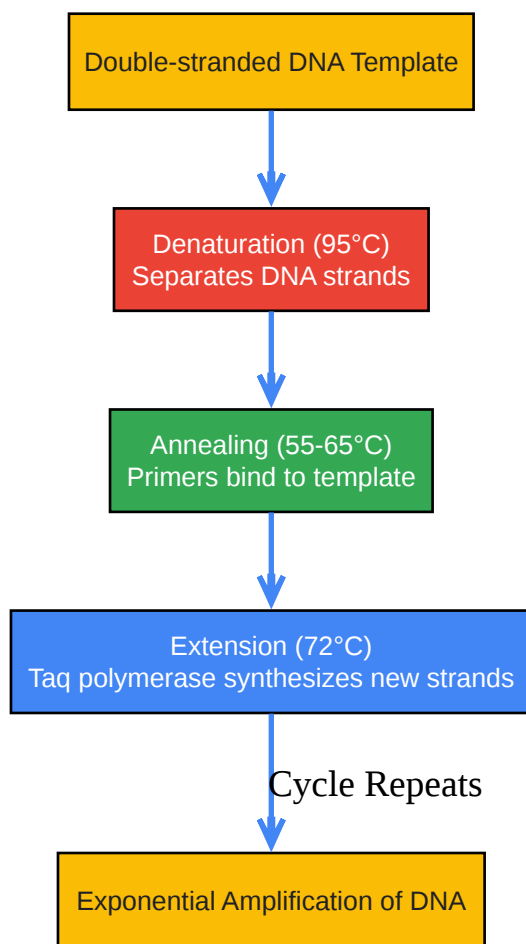 Double-stranded DNA Template
Denaturation (95°C)
Separates DNA strands
Annealing (55-65°C)
Primers bind to template
Extension (72°C)
Taq polymerase synthesizes new strands
Cycle Repeats
Exponential Amplification of DNA